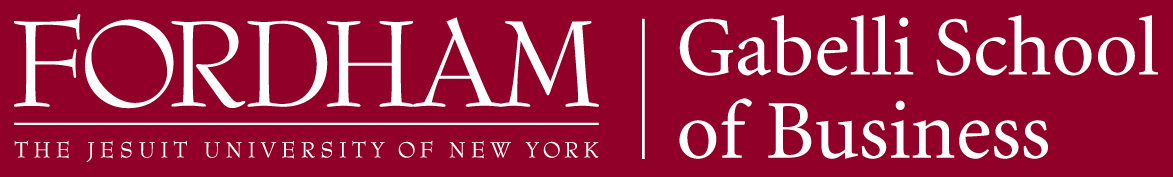 FORDHAM
THE JESUIT UNIVERSITY OF NEW YORK
Gabelli School
of Business